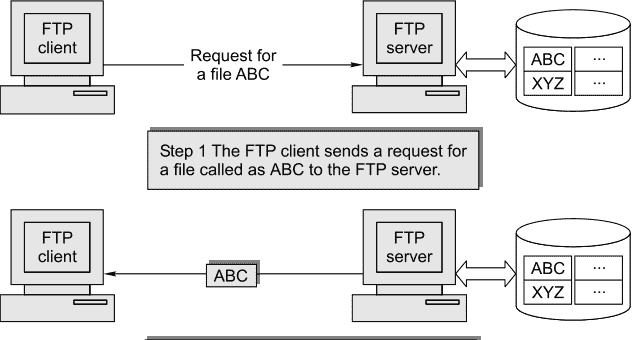 FTP
client
Request for
a file ABC
FTP
server
ABC ...
XYZ ...
Step 1 The FTP client sends a request for
a file called as ABC to the FTP server.
FTP
client
ABC
FTP
server
ABC ...
XYZ ...